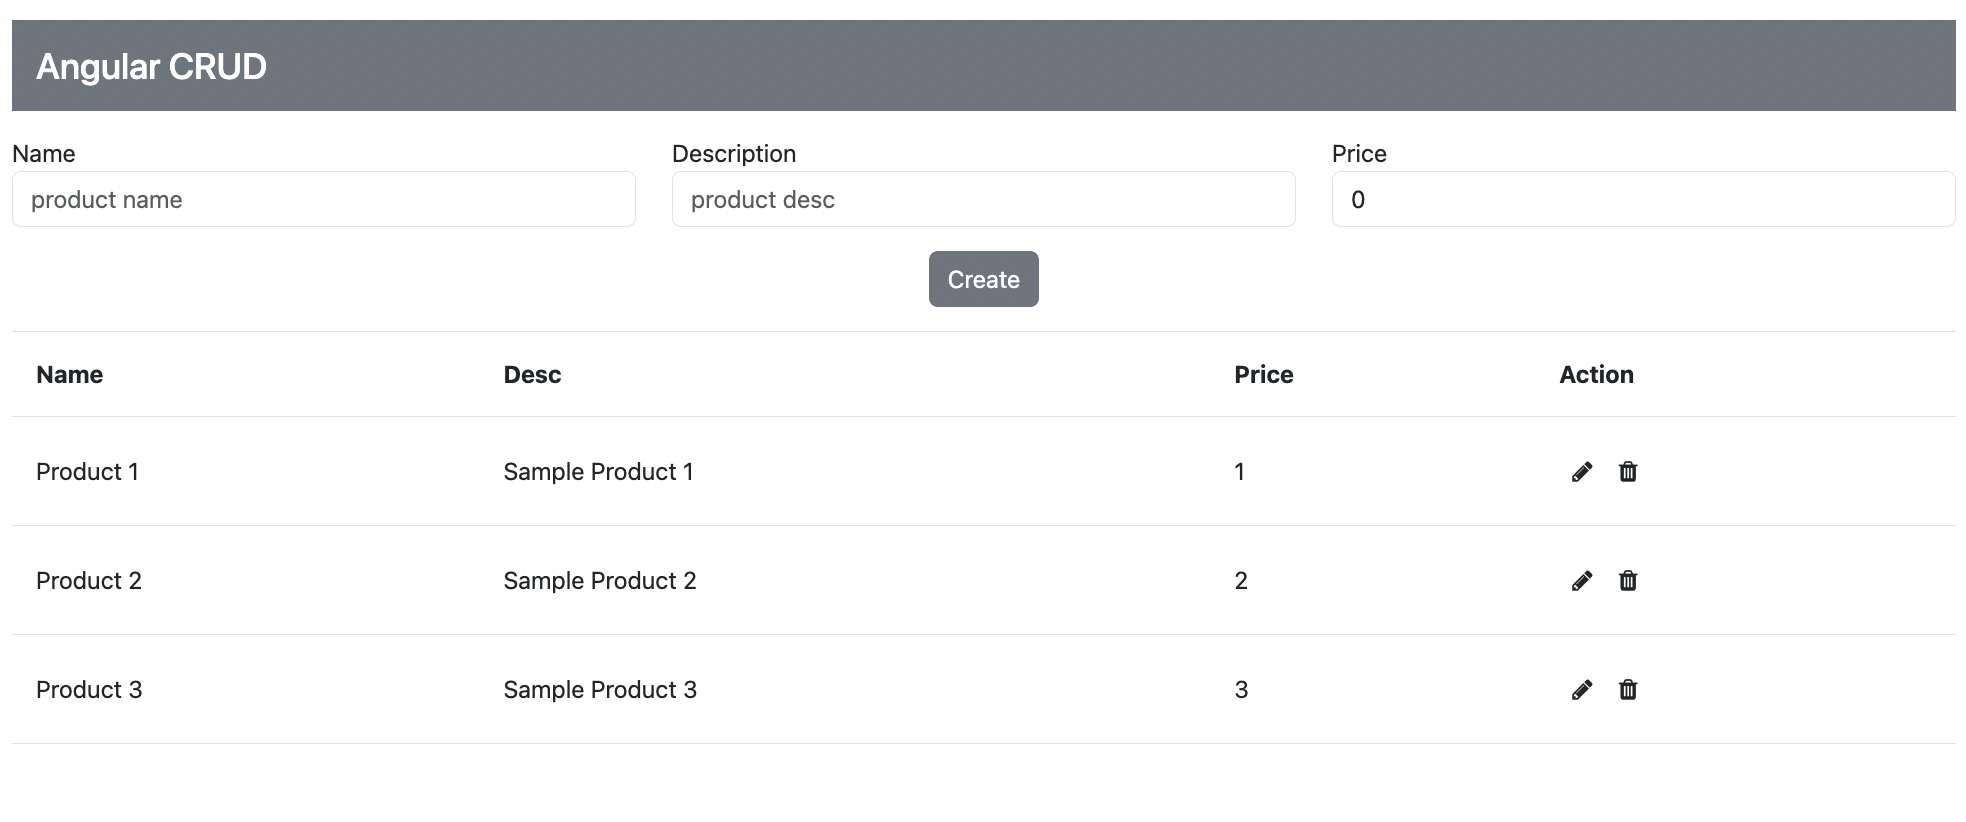 Angular CRUD
Name Description Price
product name product desc 0
Create
Name Desc Price Action
Product 1 Sample Product 1 1
Product 2 Sample Product 2 2
Product 3 Sample Product 3 3